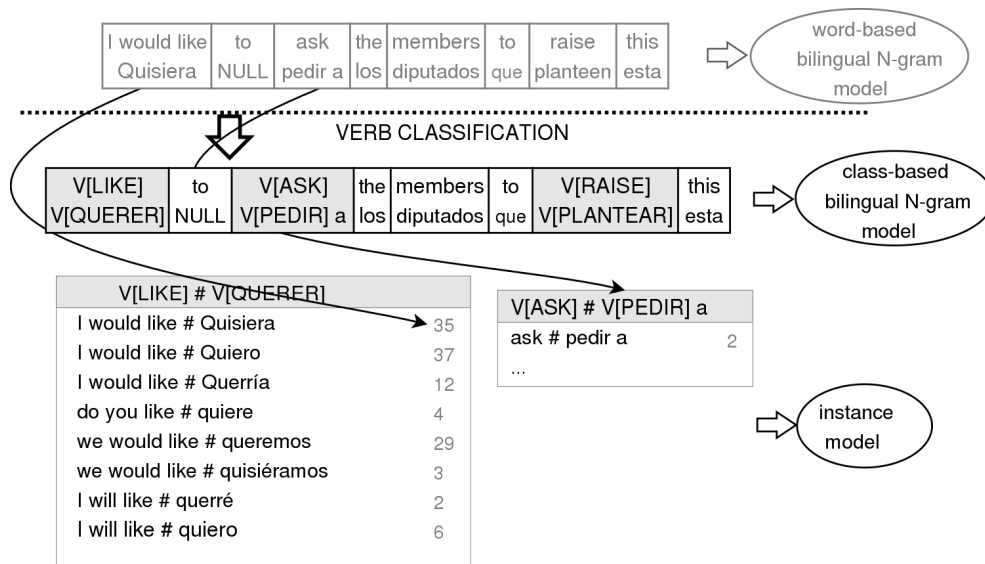 I would like to ask the members to raise this
Quisiera NULL pedir a los diputados que planteen esta
word-based
bilingual N-gram
model
VERB CLASSIFICATION
V[LIKE] to V[ASK] the members to V[RAISE] this
V[QUERER] NULL V[PEDIR] a los diputados que V[PLANTEAR] esta
class-based
bilingual N-gram
model
V[LIKE] # V[QUERER]
I would like # Quisiera 35
I would like # Quiero 37
I would like # Querría 12
do you like # quiere 4
we would like # queremos 29
we would like # quisiéramos 3
I will like # querré 2
I will like # quiero 6
V[ASK] # V[PEDIR] a
ask # pedir a 2
...
instance
model